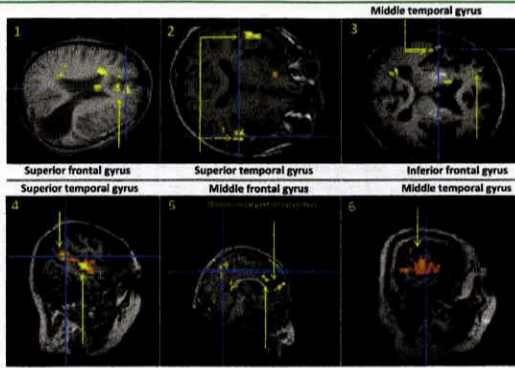 Middle temporal gyrus
1
2
3
Superior frontal gyrus
Superior temporal gyrus
Inferior frontal gyrus
Superior temporal gyrus
Middle frontal gyrus
Middle temporal gyrus
4
5
6